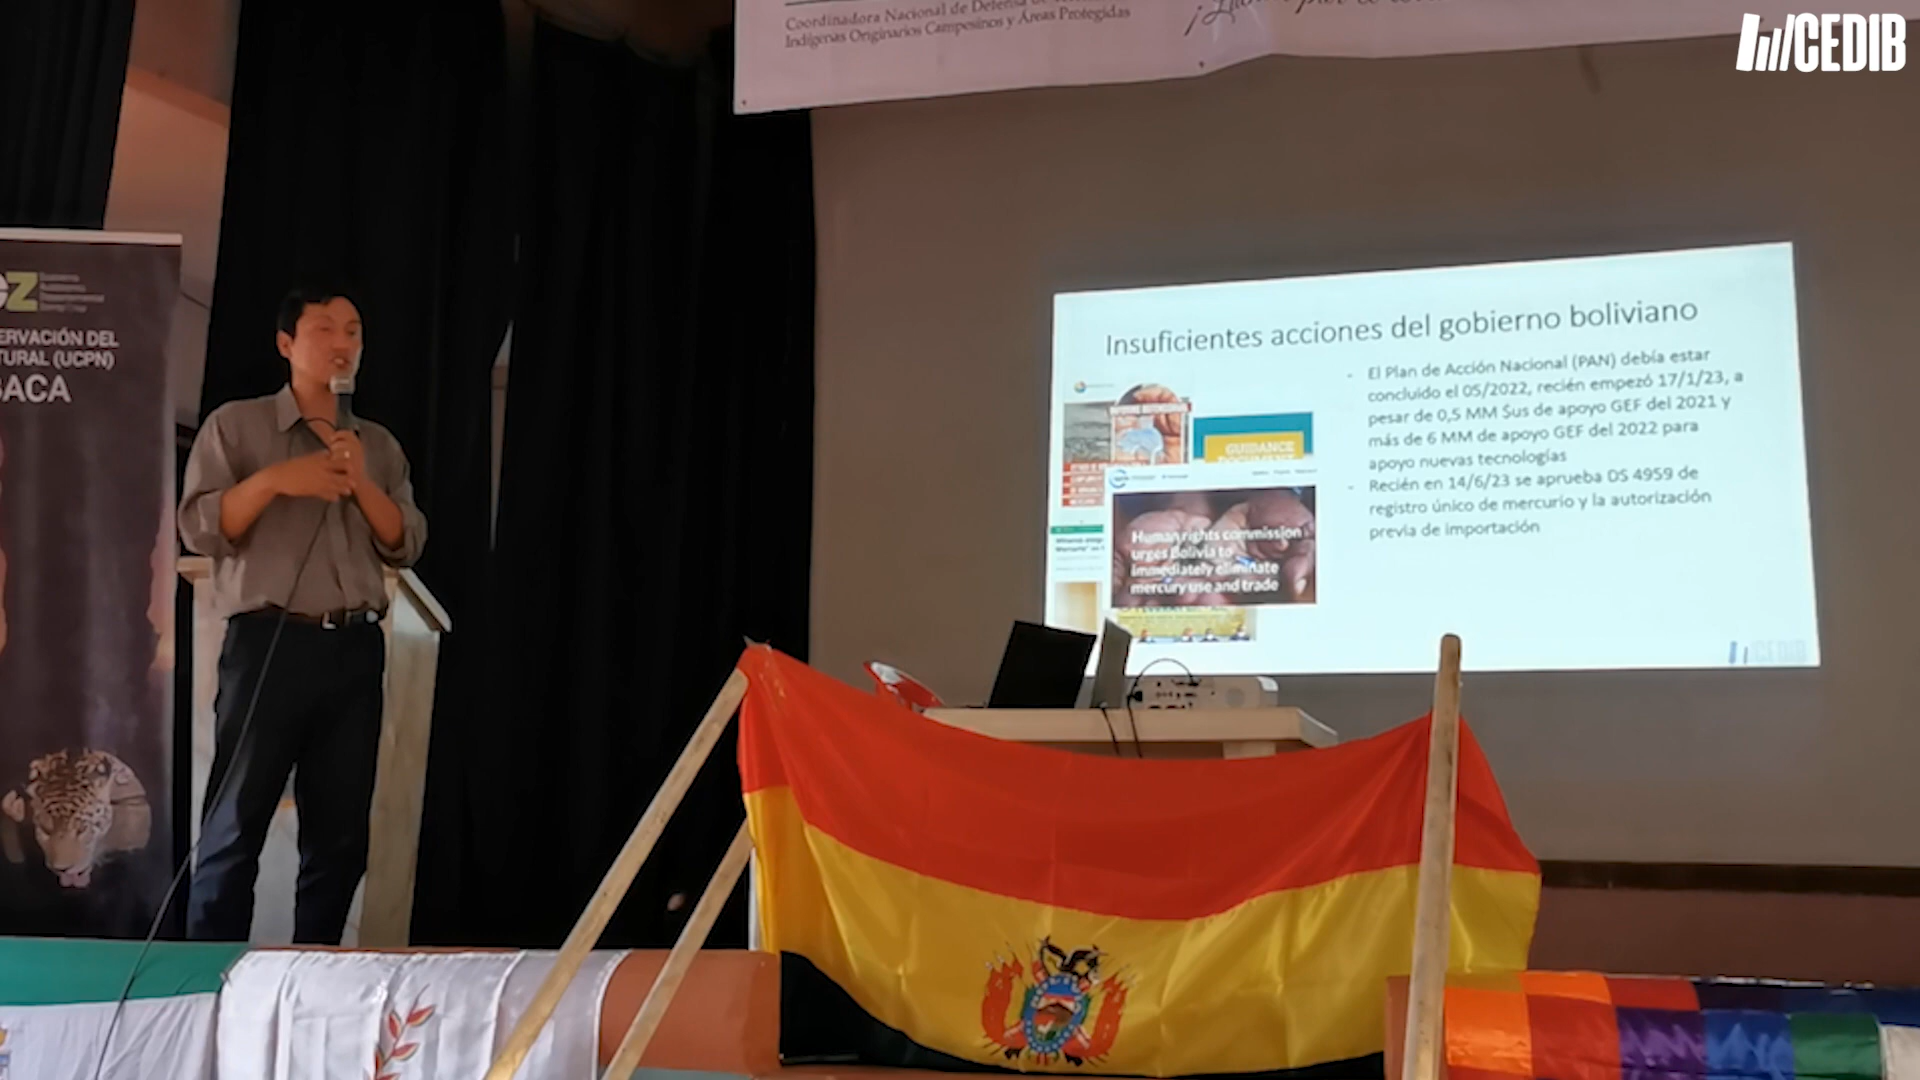 Coordinadora Nacional de Defensa de
Indígenas Originarios Campesinos y Áreas Protegidas
CEDIB
Z
ERVACIÓN DEL
TURAL (UCPN)
BACA
Insuficientes acciones del gobierno boliviano
- El Plan de Acción Nacional (PAN) debía estar
concluido el 05/2022, recién empezó 17/1/23, a
pesar de 0,5 MM $us de apoyo GEF del 2021 y
más de 6 MM de apoyo GEF del 2022 para
apoyo nuevas tecnologías
- Recién en 14/6/23 se aprueba DS 4959 de
registro único de mercurio y la autorización
previa de importación
GUIDANCE
DOCUMENT
Human rights commission
urges Bolivia to
immediately eliminate
mercury use and trade
CEDIB